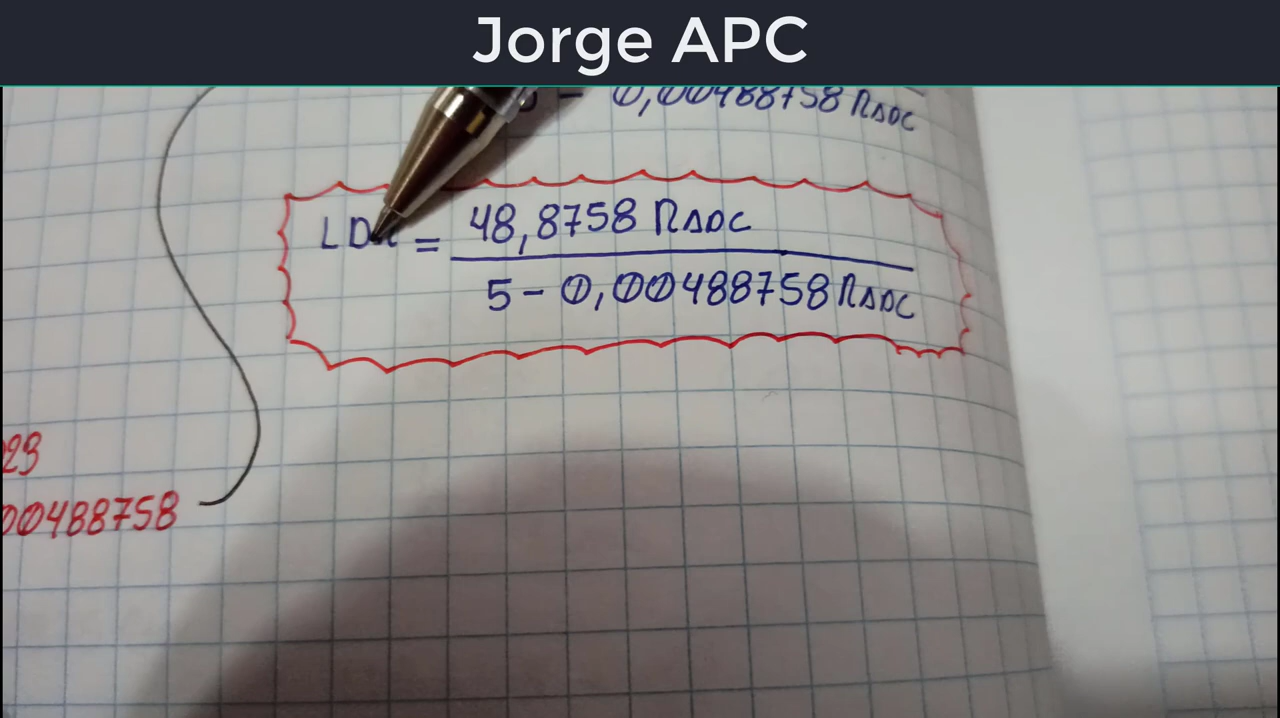 Jorge APC
- 0,00488758 RADC
LDR = 48,8758 RADC
5 - 0,00488758 RADC
23
00488758